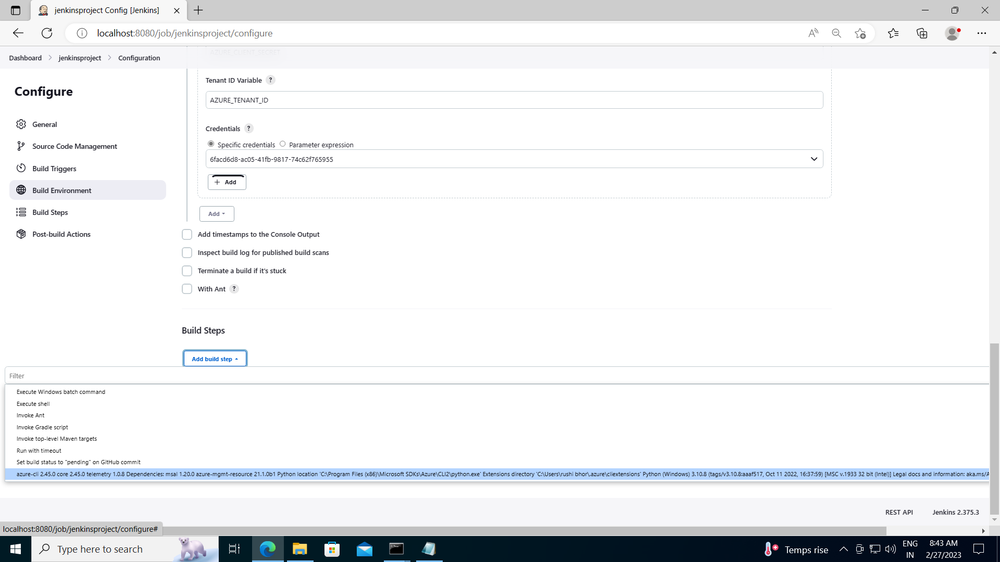 jenkinsproject Config [Jenkins]
localhost:8080/job/jenkinsproject/configure
Dashboard
jenkinsproject
Configuration
AZURE_CLIENT_SECRET
Configure
General
Source Code Management
Build Triggers
Build Environment
Build Steps
Post-build Actions
Tenant ID Variable ?
AZURE_TENANT_ID
Credentials ?
Specific credentials Parameter expression
6facd6d8-ac05-41fb-9817-74c62f765955
+ Add
Add
Add timestamps to the Console Output
Inspect build log for published build scans
Terminate a build if it's stuck
With Ant ?
Build Steps
Add build step
Filter
Execute Windows batch command
Execute shell
Invoke Ant
Invoke Gradle script
Invoke top-level Maven targets
Run with timeout
Set build status to "pending" on GitHub commit
azure-cli 2.45.0 core 2.45.0 telemetry 1.0.8 Dependencies: msal 1.20.0 azure-mgmt-resource 21.1.0b1 Python location 'C:\Program Files (x86)\Microsoft SDKs\Azure\CLI2\python.exe' Extensions directory 'C:\Users\rushi bhor\.azure\cliextensions' Python (Windows) 3.10.8 (tags/v3.10.8:aaaf517, Oct 11 2022, 16:37:59) [MSC v.1933 32 bit (Intel)] Legal docs and information: aka.ms/A
REST API
Jenkins 2.375.3
localhost:8080/job/jenkinsproject/configure#
Type here to search
Temps rise
ENG
IN
8:43 AM
2/27/2023